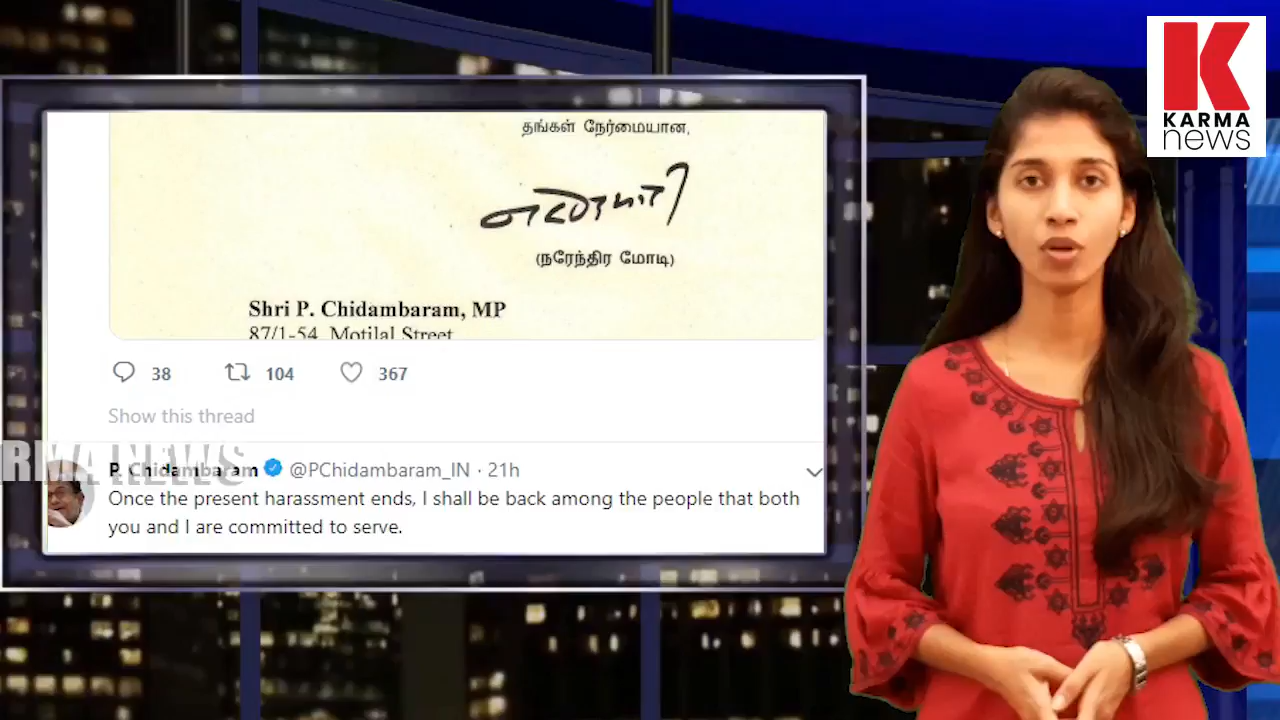 தங்கள் நேர்மையான,
(நரேந்திர மோடி)
Shri P. Chidambaram, MP
87/1-54, Motilal Street
38 104 367
Show this thread
P. Chidambaram @PChidambaram_IN · 21h
Once the present harassment ends, I shall be back among the people that both
you and I are committed to serve.
RMA NEWS
K
KARMA
news